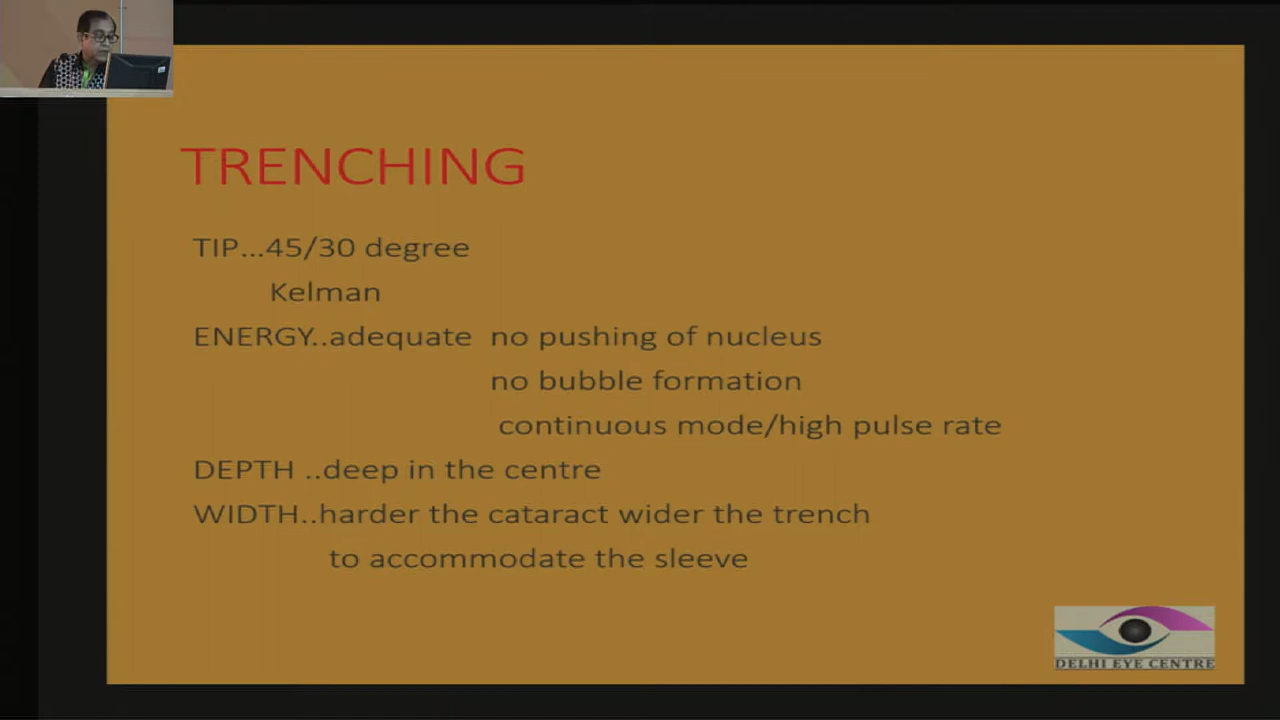 TRENCHING
TIP...45/30 degree
Kelman
ENERGY..adequate no pushing of nucleus
no bubble formation
continuous mode/high pulse rate
DEPTH ..deep in the centre
WIDTH..harder the cataract wider the trench
to accommodate the sleeve
DELHI EYE CENTRE